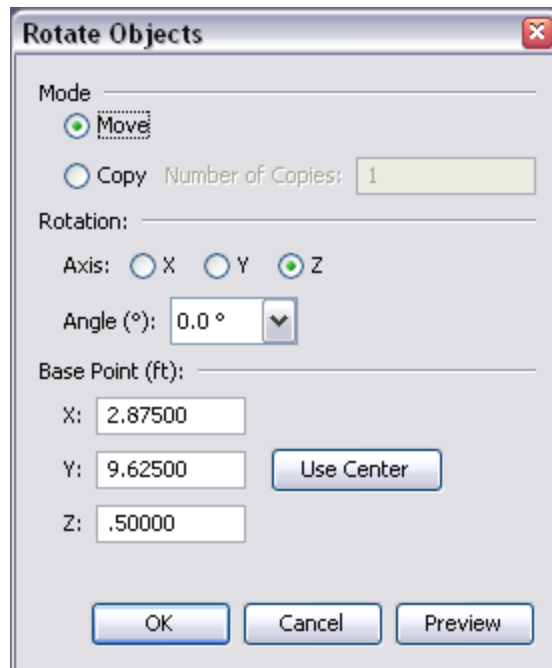 Rotate Objects
Mode
Move
Copy Number of Copies: 1
Rotation:
Axis: X Y Z
Angle (°): 0.0 °
Base Point (ft):
X: 2.87500
Y: 9.62500 Use Center
Z: .50000
OK Cancel Preview